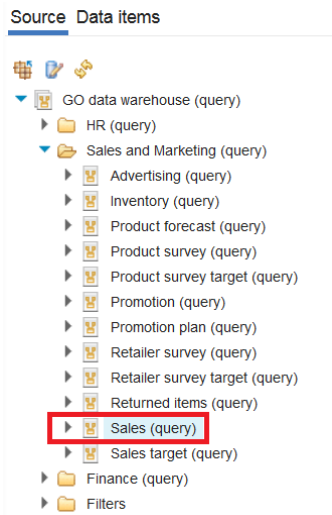 Source Data items
GO data warehouse (query)
HR (query)
Sales and Marketing (query)
Advertising (query)
Inventory (query)
Product forecast (query)
Product survey (query)
Product survey target (query)
Promotion (query)
Promotion plan (query)
Retailer survey (query)
Retailer survey target (query)
Returned items (query)
Sales (query)
Sales target (query)
Finance (query)
Filters